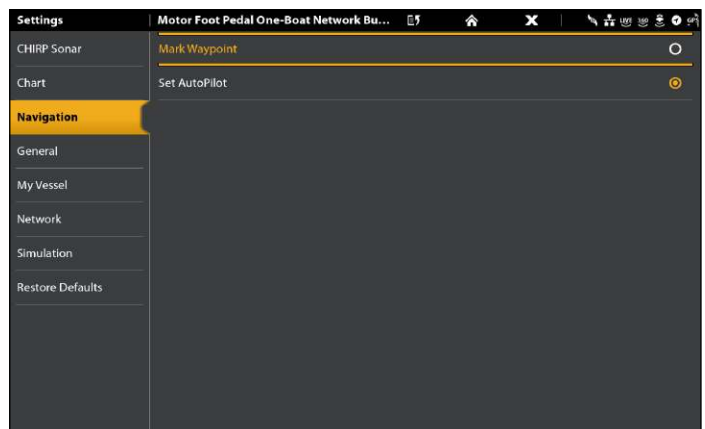 Settings
Motor Foot Pedal One-Boat Network Bu...
CHIRP Sonar
Mark Waypoint
Chart
Set AutoPilot
Navigation
General
My Vessel
Network
Simulation
Restore Defaults